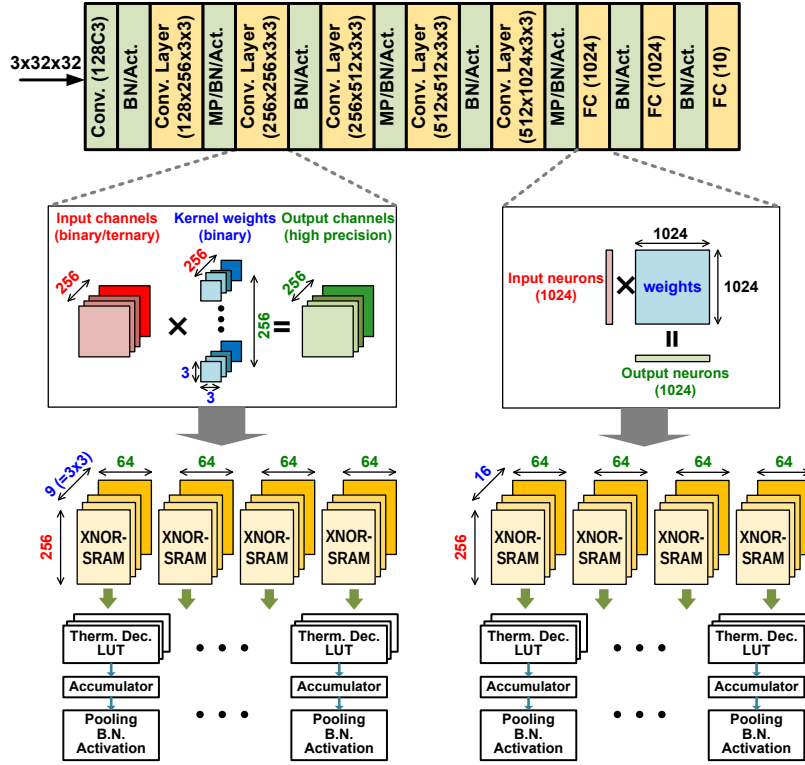 3x32x32
Conv. (128C3)
BN/Act.
Conv. Layer
(128x256x3x3)
MP/BN/Act.
Conv. Layer
(256x256x3x3)
BN/Act.
Conv. Layer
(256x512x3x3)
MP/BN/Act.
Conv. Layer
(512x512x3x3)
BN/Act.
Conv. Layer
(512x1024x3x3)
MP/BN/Act.
FC (1024)
BN/Act.
FC (1024)
BN/Act.
FC (10)
Input channels
(binary/ternary)
Kernel weights
(binary)
Output channels
(high precision)
256
×
256
256
3
3
=
256
Input neurons
(1024)
×
1024
weights
1024
=
Output neurons
(1024)
9 (=3x3)
64
64
64
64
256
XNOR-
SRAM
XNOR-
SRAM
XNOR-
SRAM
XNOR-
SRAM
Therm. Dec.
LUT
Accumulator
Pooling
B.N.
Activation
Therm. Dec.
LUT
Accumulator
Pooling
B.N.
Activation
16
64
64
64
64
256
XNOR-
SRAM
XNOR-
SRAM
XNOR-
SRAM
XNOR-
SRAM
Therm. Dec.
LUT
Accumulator
Pooling
B.N.
Activation
Therm. Dec.
LUT
Accumulator
Pooling
B.N.
Activation